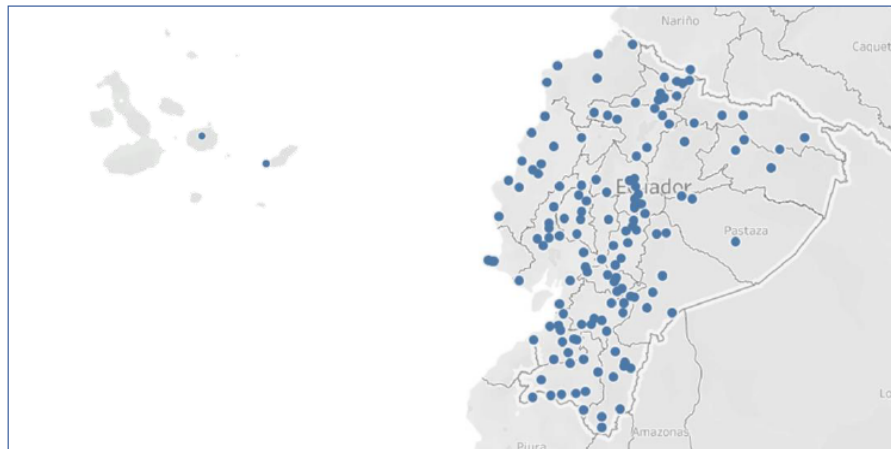 Nariño
Caquet
Ecuador
Pastaza
Lo
Amazonas
Piura